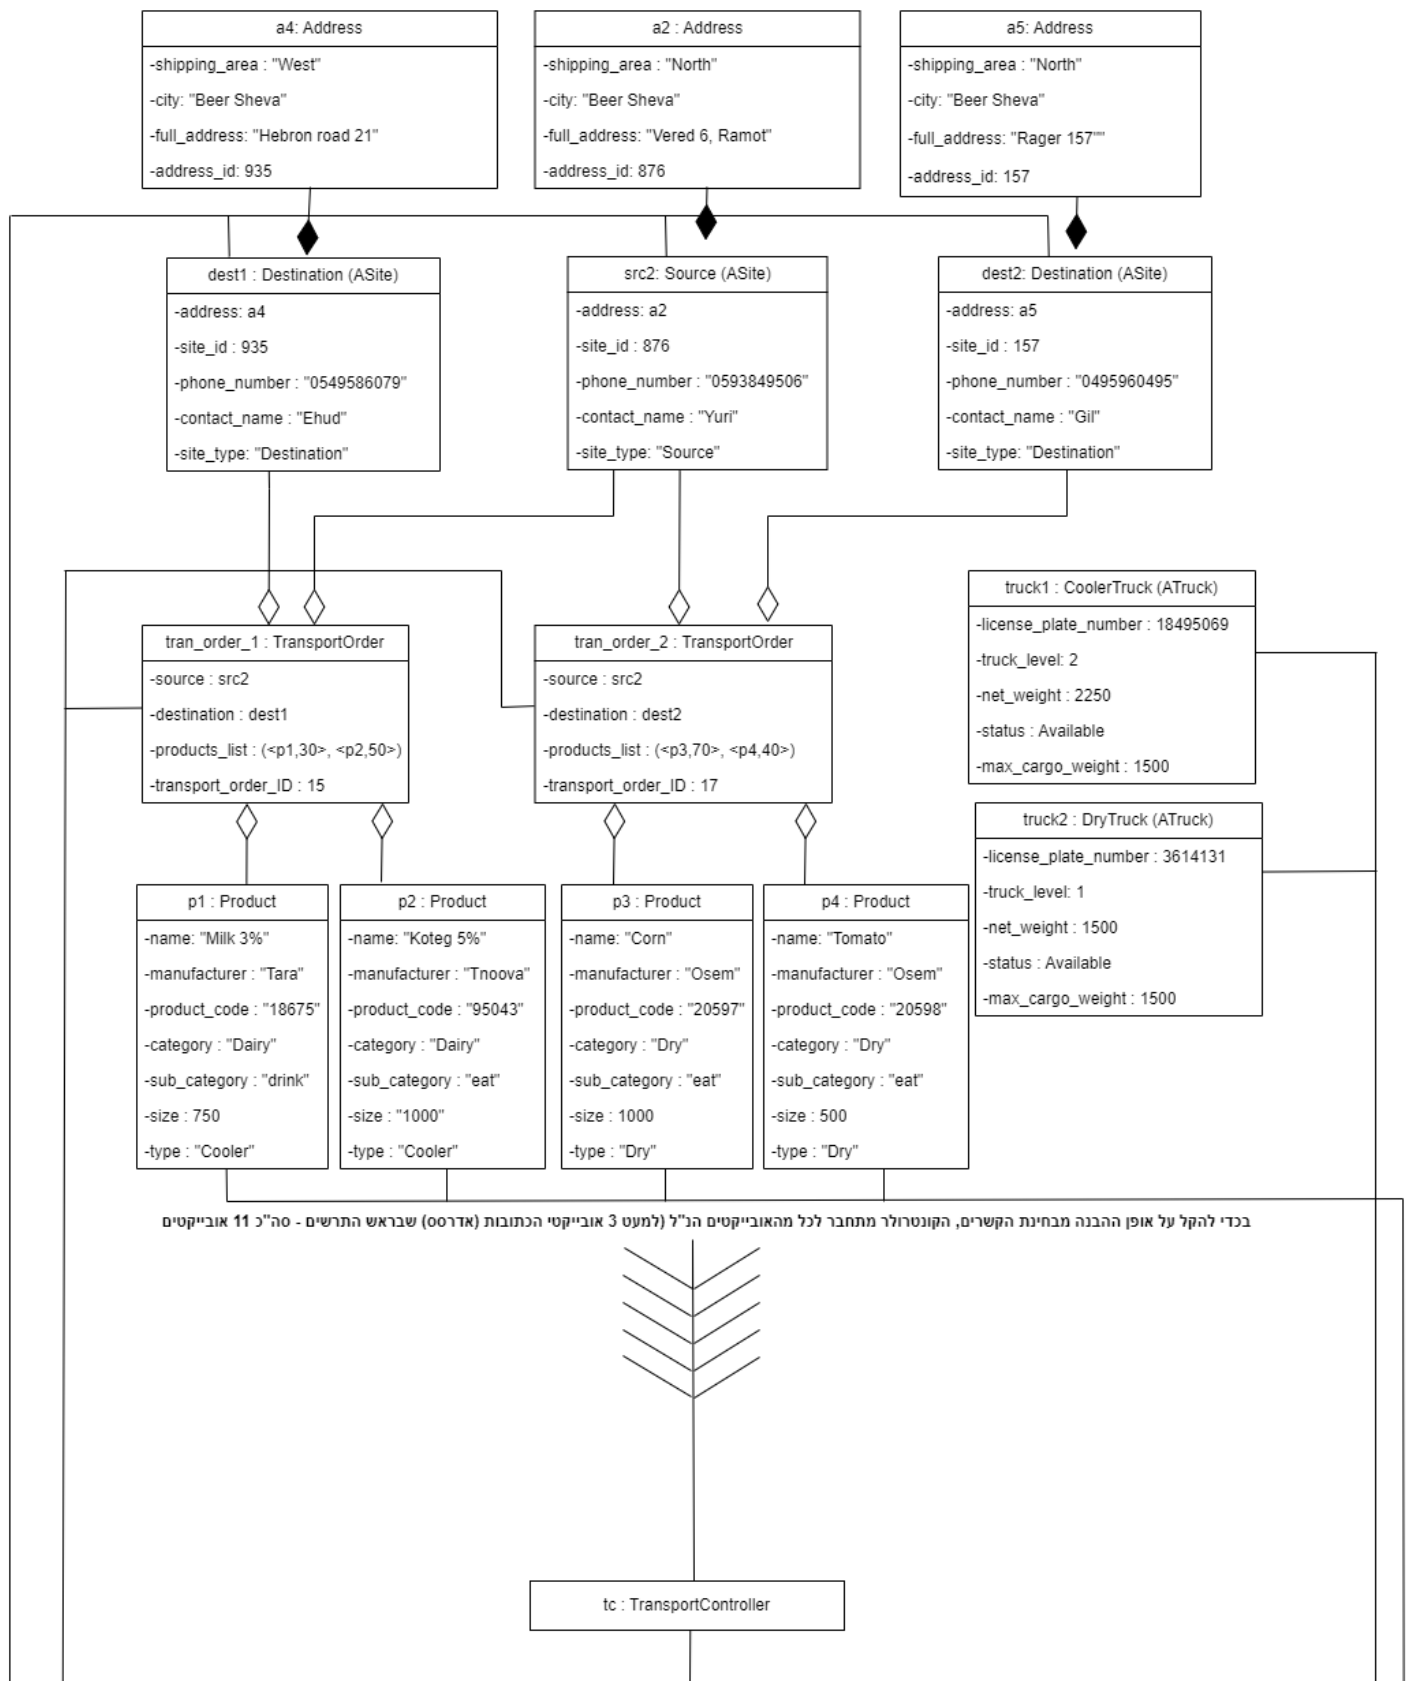 a4: Address
-shipping_area : "West"
-city: "Beer Sheva"
-full_address: "Hebron road 21"
-address_id: 935
a2 : Address
-shipping_area : "North"
-city: "Beer Sheva"
-full_address: "Vered 6, Ramot"
-address_id: 876
a5: Address
-shipping_area : "North"
-city: "Beer Sheva"
-full_address: "Rager 157""
-address_id: 157
dest1 : Destination (ASite)
-address: a4
-site_id : 935
-phone_number : "0549586079"
-contact_name : "Ehud"
-site_type: "Destination"
src2: Source (ASite)
-address: a2
-site_id : 876
-phone_number : "0593849506"
-contact_name : "Yuri"
-site_type: "Source"
dest2: Destination (ASite)
-address: a5
-site_id : 157
-phone_number : "0495960495"
-contact_name : "Gil"
-site_type: "Destination"
tran_order_1 : TransportOrder
-source : src2
-destination : dest1
-products_list : (<p1,30>, <p2,50>)
-transport_order_ID : 15
tran_order_2 : TransportOrder
-source : src2
-destination : dest2
-products_list : (<p3,70>, <p4,40>)
-transport_order_ID : 17
truck1 : CoolerTruck (ATruck)
-license_plate_number : 18495069
-truck_level: 2
-net_weight : 2250
-status : Available
-max_cargo_weight : 1500
truck2 : DryTruck (ATruck)
-license_plate_number : 3614131
-truck_level: 1
-net_weight : 1500
-status : Available
-max_cargo_weight : 1500
p1 : Product
-name: "Milk 3%"
-manufacturer : "Tara"
-product_code : "18675"
-category : "Dairy"
-sub_category : "drink"
-size : 750
-type : "Cooler"
p2 : Product
-name: "Koteg 5%"
-manufacturer : "Tnoova"
-product_code : "95043"
-category : "Dairy"
-sub_category : "eat"
-size : "1000"
-type : "Cooler"
p3 : Product
-name: "Corn"
-manufacturer : "Osem"
-product_code : "20597"
-category : "Dry"
-sub_category : "eat"
-size : 1000
-type : "Dry"
p4 : Product
-name: "Tomato"
-manufacturer : "Osem"
-product_code : "20598"
-category : "Dry"
-sub_category : "eat"
-size : 500
-type : "Dry"
בכדי להקל על אופן ההבנה מבחינת הקשרים, הקונטרולר מתחבר לכל מהאובייקטים הנ"ל (למעט 3 אובייקטי הכתובות (אדרסס) שבראש התרשים - סה"כ 11 אובייקטים
tc : TransportController